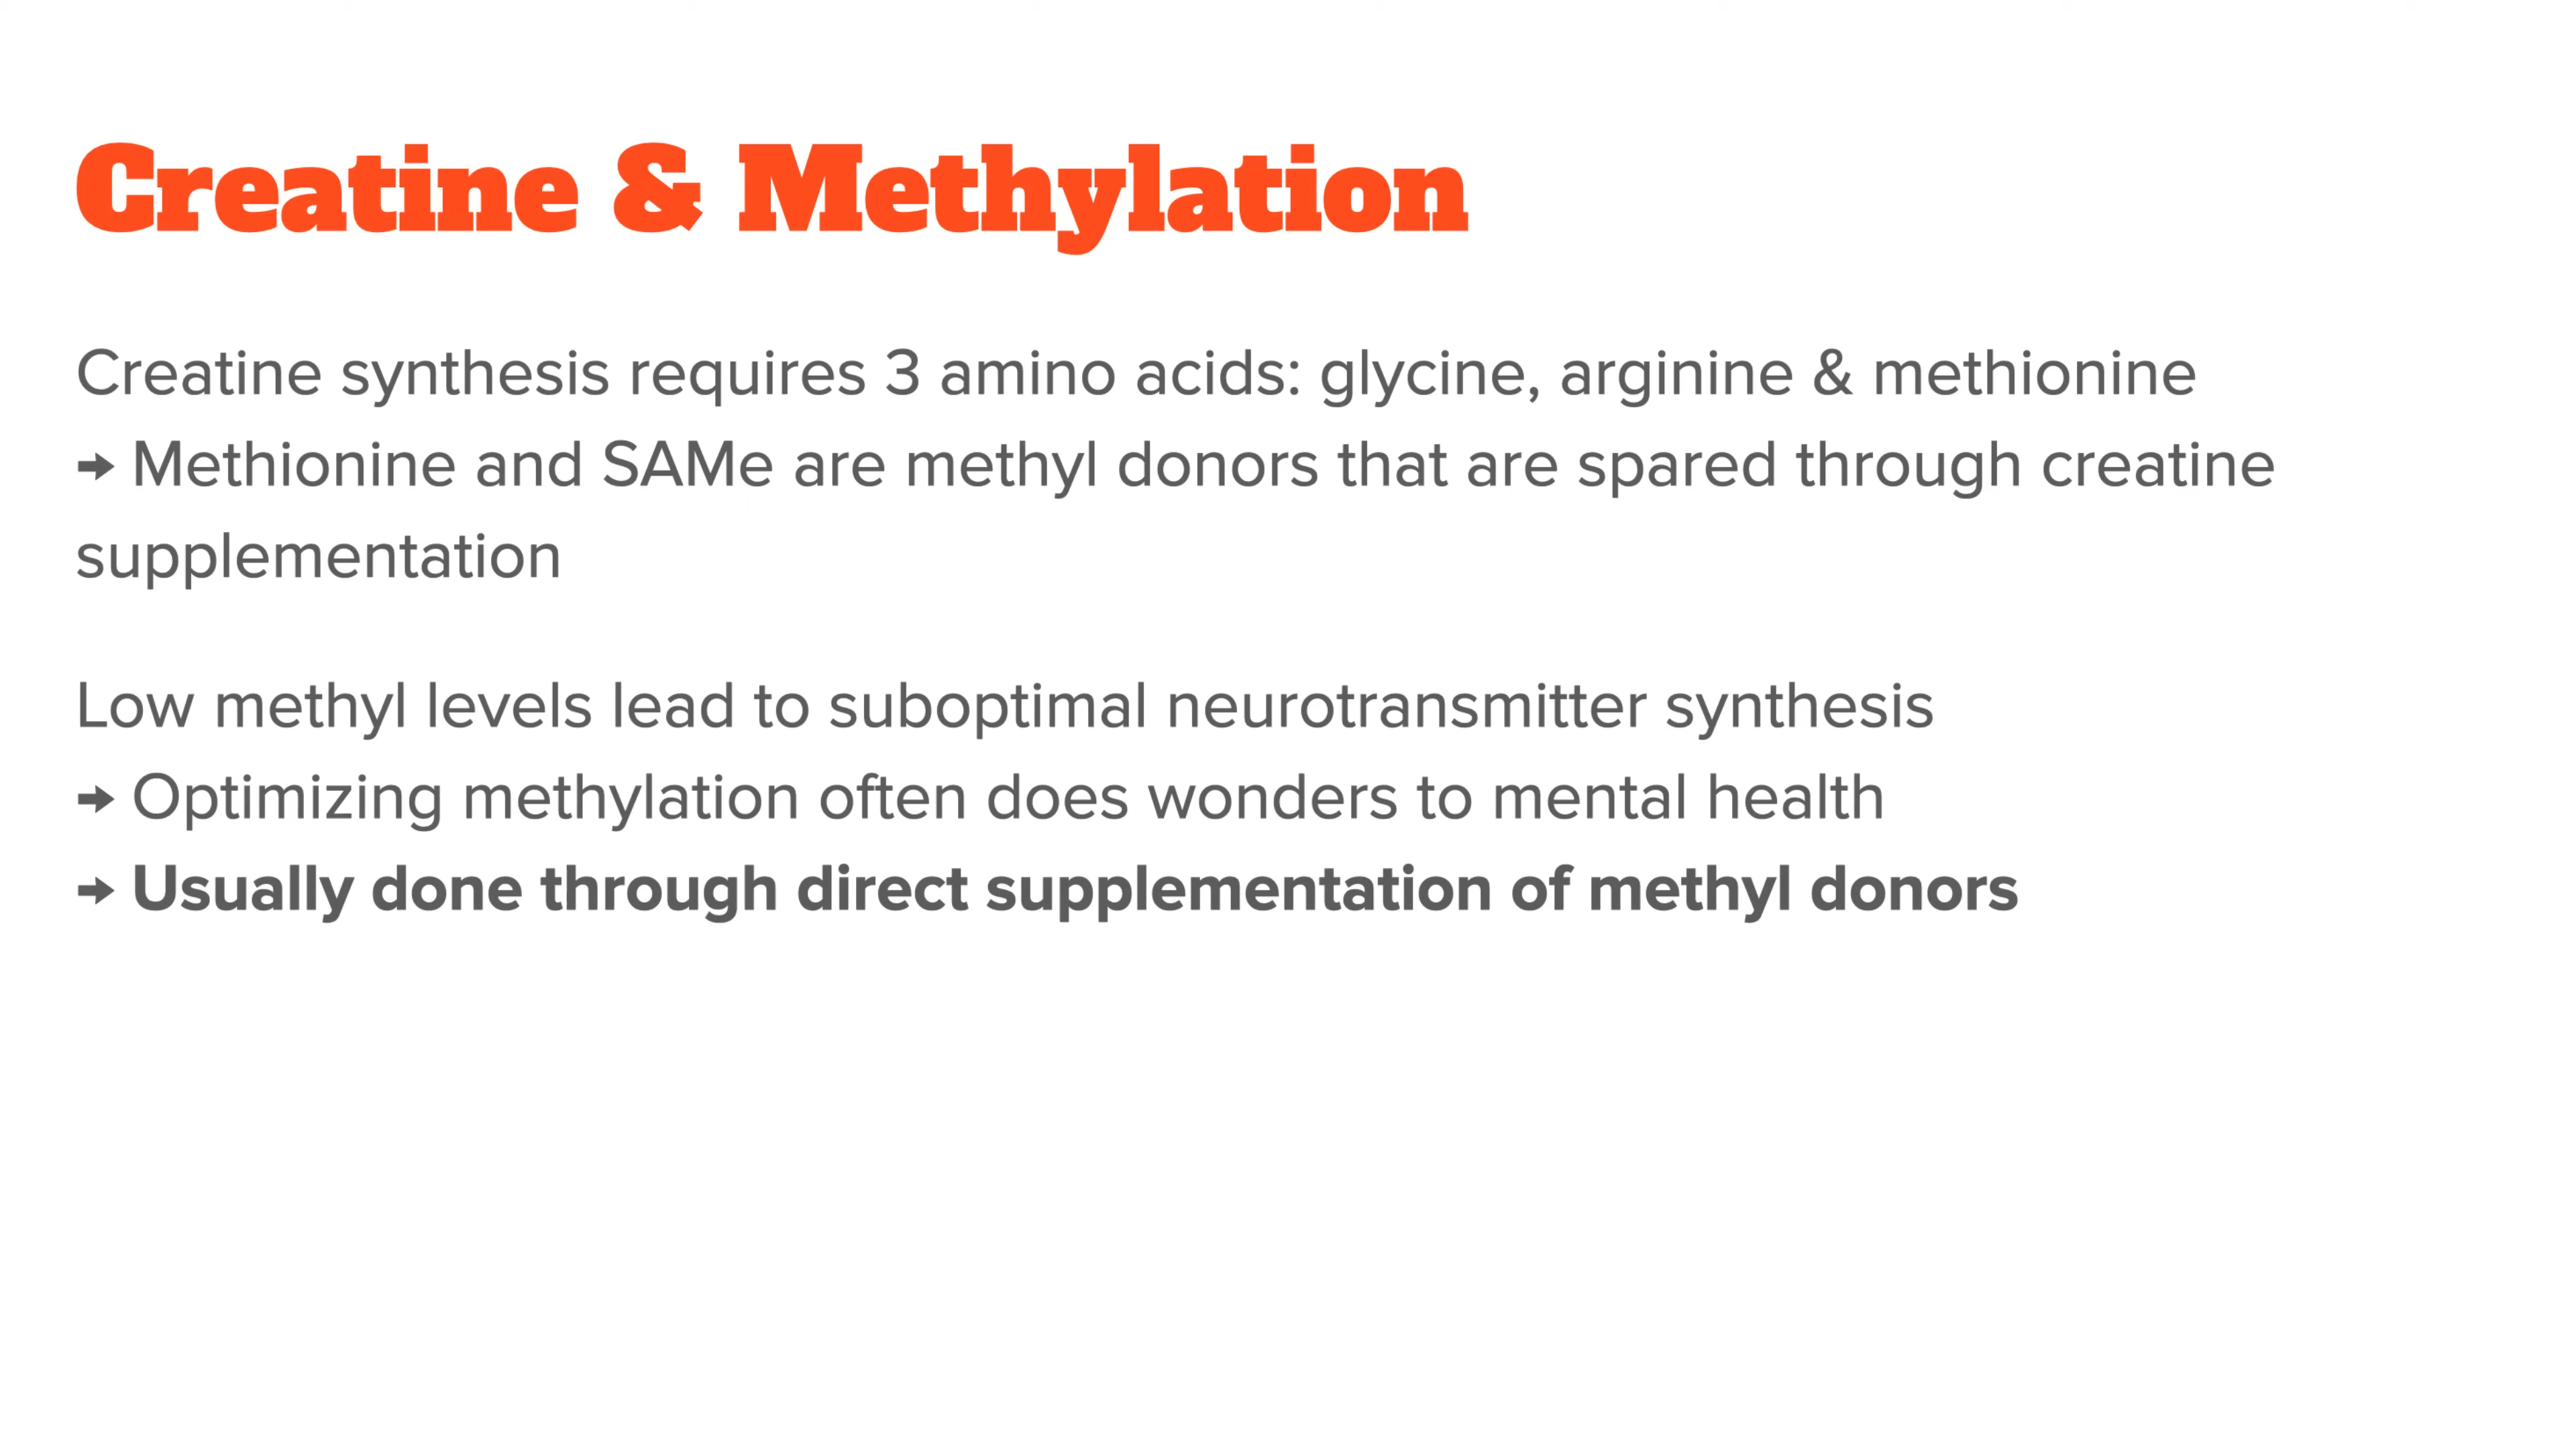 Creatine & Methylation
Creatine synthesis requires 3 amino acids: glycine, arginine & methionine
➡ Methionine and SAMe are methyl donors that are spared through creatine
supplementation
Low methyl levels lead to suboptimal neurotransmitter synthesis
➡ Optimizing methylation often does wonders to mental health
➡ Usually done through direct supplementation of methyl donors